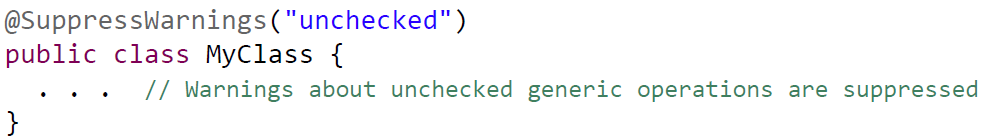 @SuppressWarnings("unchecked")
public class MyClass {
. . . // Warnings about unchecked generic operations are suppressed
}